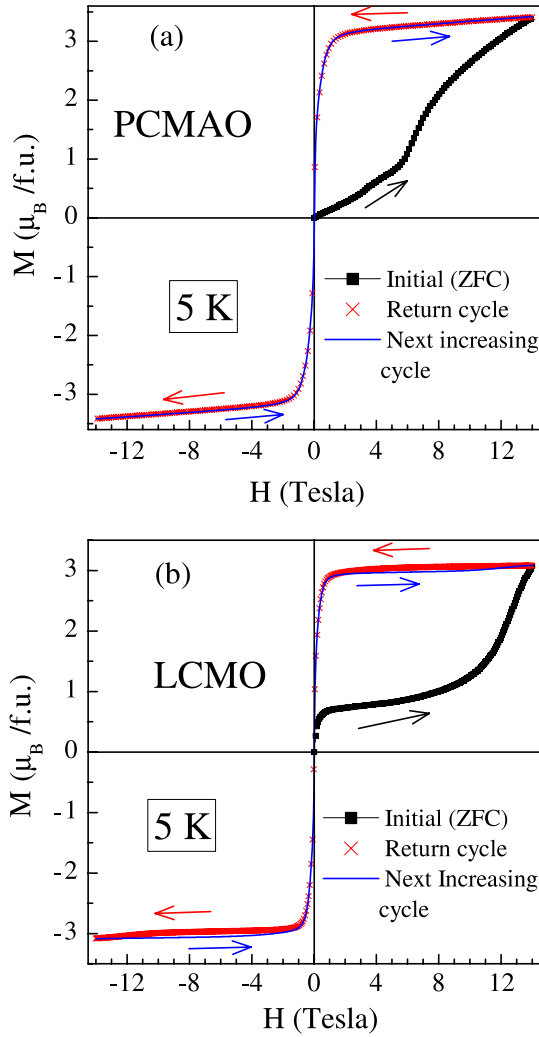 (a)
PCMAO
5 K
M (μ_B /f.u.)
3
2
1
0
-1
-2
-3
Initial (ZFC)
Return cycle
Next increasing
cycle
-12 -8 -4 0 4 8 12
H (Tesla)
(b)
LCMO
5 K
M (μ_B /f.u.)
3
2
1
0
-1
-2
-3
Initial (ZFC)
Return cycle
Next Increasing
cycle
-12 -8 -4 0 4 8 12
H (Tesla)